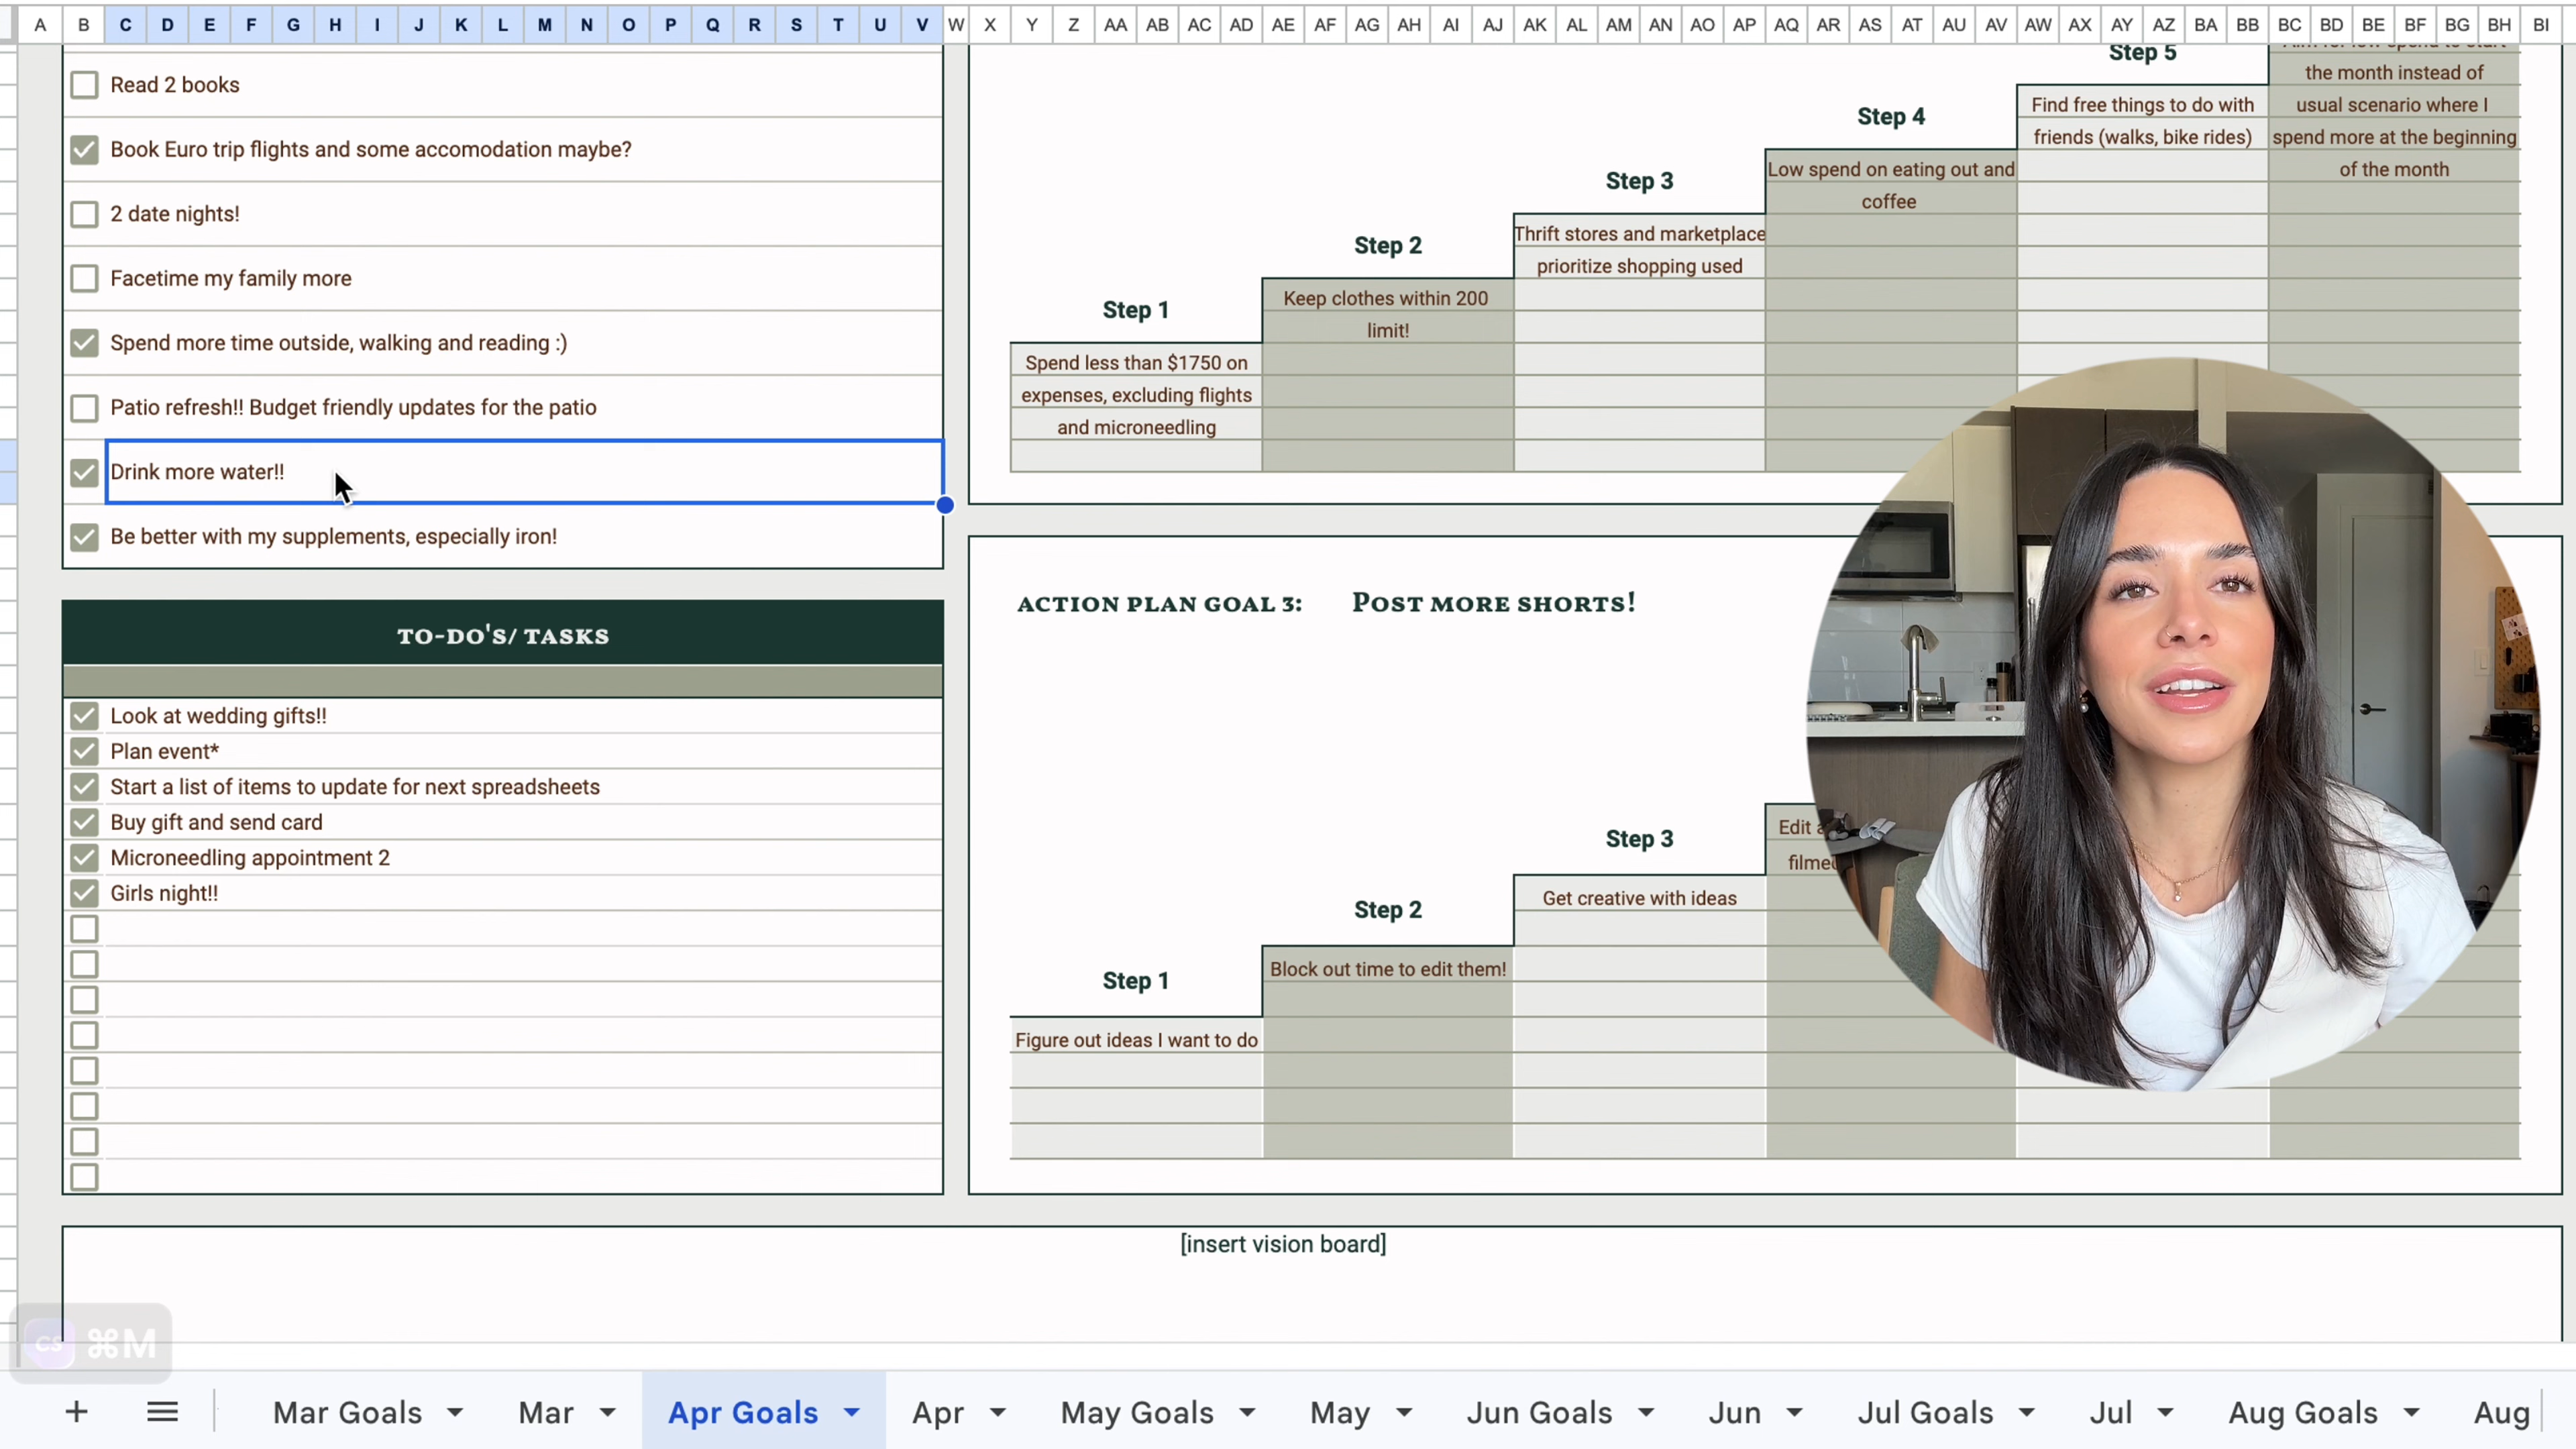 A B C D E F G H I J K L M N O P Q R S T U V W X Y Z AA AB AC AD AE AF AG AH AI AJ AK AL AM AN AO AP AQ AR AS AT AU AV AW AX AY AZ BA BB BC BD BE BF BG BH BI
Read 2 books
Book Euro trip flights and some accomodation maybe?
2 date nights!
Facetime my family more
Spend more time outside, walking and reading :)
Patio refresh!! Budget friendly updates for the patio
Drink more water!!
Be better with my supplements, especially iron!
TO-DO'S/ TASKS
Look at wedding gifts!!
Plan event*
Start a list of items to update for next spreadsheets
Buy gift and send card
Microneedling appointment 2
Girls night!!
Step 1
Spend less than $1750 on
expenses, excluding flights
and microneedling
Step 2
Keep clothes within 200
limit!
Step 3
Thrift stores and marketplace
prioritize shopping used
Step 4
Low spend on eating out and
coffee
Step 5
Find free things to do with
friends (walks, bike rides)
Aim for low spend to start
the month instead of
usual scenario where I
spend more at the beginning
of the month
ACTION PLAN GOAL 3: POST MORE SHORTS!
Step 1
Figure out ideas I want to do
Step 2
Block out time to edit them!
Step 3
Get creative with ideas
Edit
filmed
[insert vision board]
CS ⌘M
+ Mar Goals Mar Apr Goals Apr May Goals May Jun Goals Jun Jul Goals Jul Aug Goals Aug